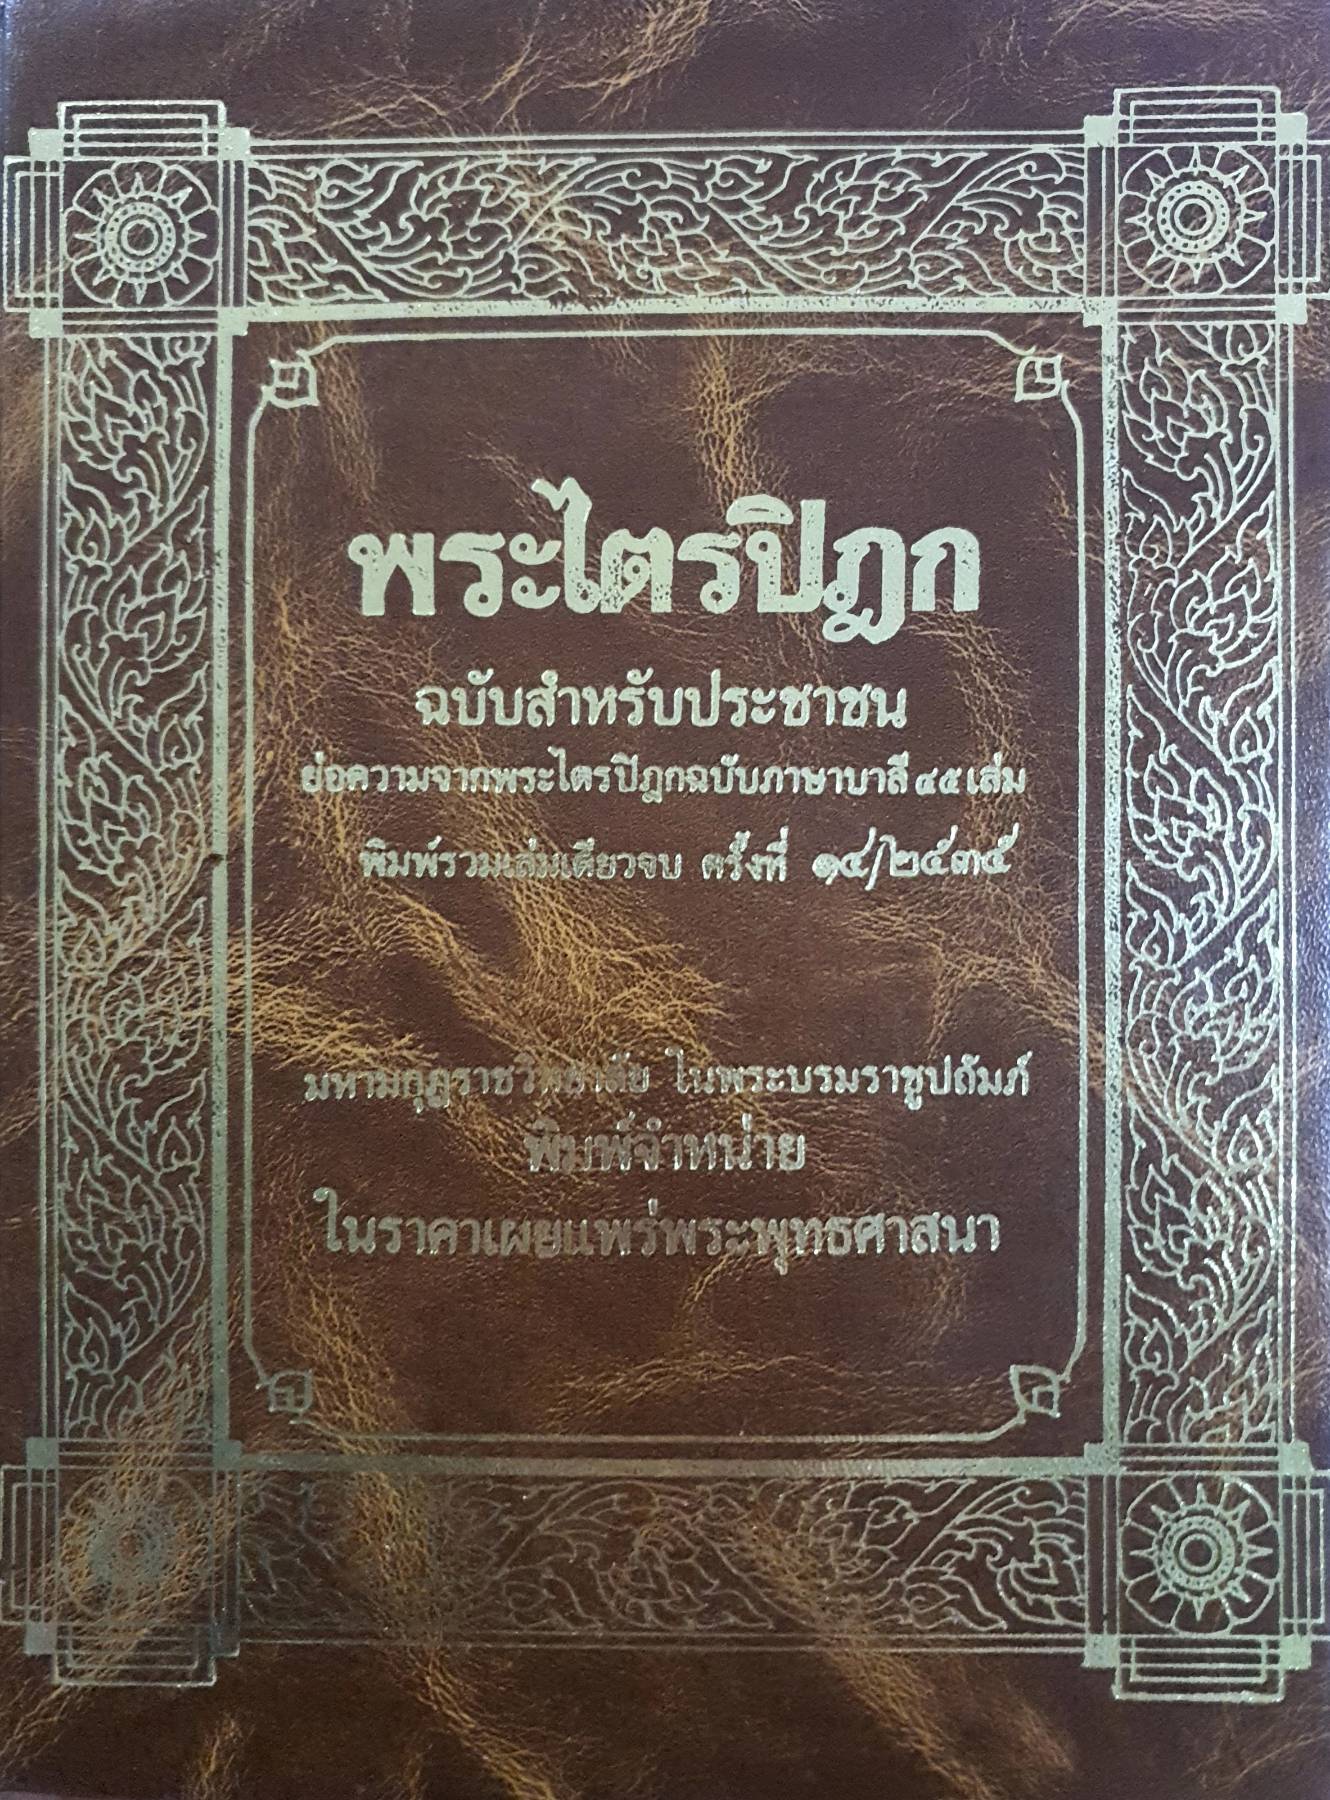 พระไตรปิฎก
ฉบับสำหรับประชาชน
ย่อความจากพระไตรปิฎกฉบับภาษาบาลี ๔๕ เล่ม
พิมพ์รวมเล่มเดียวจบ ครั้งที่ ๑๔/๒๕๓๕
มหามกุฏราชวิทยาลัย ในพระบรมราชูปถัมภ์
พิมพ์จำหน่าย
ในราคาเผยแพร่พระพุทธศาสนา